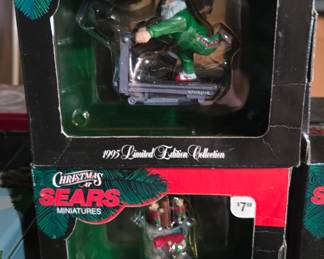 1995 Limited Edition Collection
CHRISTMAS
AT
SEARS
MINIATURES
$7.99